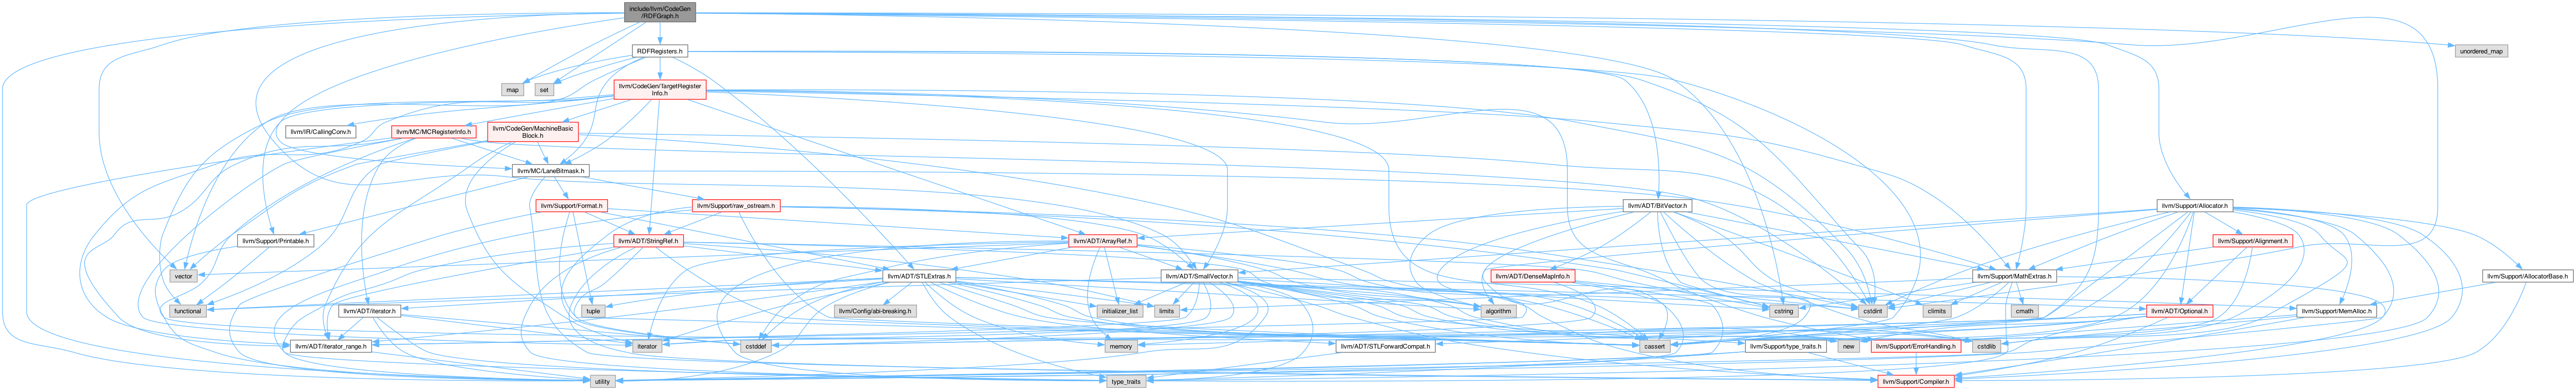 include/llvm/CodeGen
/RDFGraph.h
RDFRegisters.h
unordered_map
map
set
llvm/CodeGen/TargetRegister
Info.h
llvm/IR/CallingConv.h
llvm/MC/MCRegisterInfo.h
llvm/CodeGen/MachineBasic
Block.h
llvm/MC/LaneBitmask.h
llvm/Support/Format.h
llvm/Support/raw_ostream.h
llvm/ADT/BitVector.h
llvm/Support/Allocator.h
llvm/Support/Printable.h
llvm/ADT/StringRef.h
llvm/ADT/ArrayRef.h
llvm/Support/Alignment.h
vector
llvm/ADT/STLExtras.h
llvm/ADT/SmallVector.h
llvm/ADT/DenseMapInfo.h
llvm/Support/MathExtras.h
llvm/Support/AllocatorBase.h
functional
llvm/ADT/iterator.h
tuple
llvm/Config/abi-breaking.h
initializer_list
limits
algorithm
cstring
cstdint
climits
cmath
llvm/ADT/Optional.h
llvm/Support/MemAlloc.h
llvm/ADT/iterator_range.h
iterator
cstddef
memory
llvm/ADT/STLForwardCompat.h
cassert
llvm/Support/type_traits.h
new
llvm/Support/ErrorHandling.h
cstdlib
utility
type_traits
llvm/Support/Compiler.h